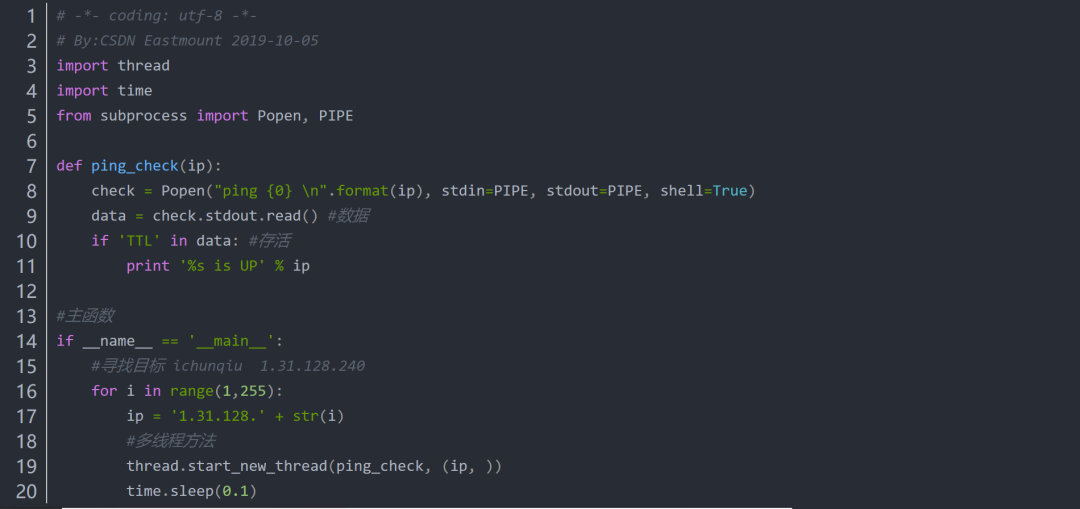 1 # -*- coding: utf-8 -*-
2 # By:CSDN Eastmount 2019-10-05
3 import thread
4 import time
5 from subprocess import Popen, PIPE
6
7 def ping_check(ip):
8     check = Popen("ping {0} \n".format(ip), stdin=PIPE, stdout=PIPE, shell=True)
9     data = check.stdout.read() #数据
10     if 'TTL' in data: #存活
11         print '%s is UP' % ip
12
13 #主函数
14 if __name__ == '__main__':
15     #寻找目标 ichunqiu  1.31.128.240
16     for i in range(1,255):
17         ip = '1.31.128.' + str(i)
18         #多线程方法
19         thread.start_new_thread(ping_check, (ip, ))
20         time.sleep(0.1)